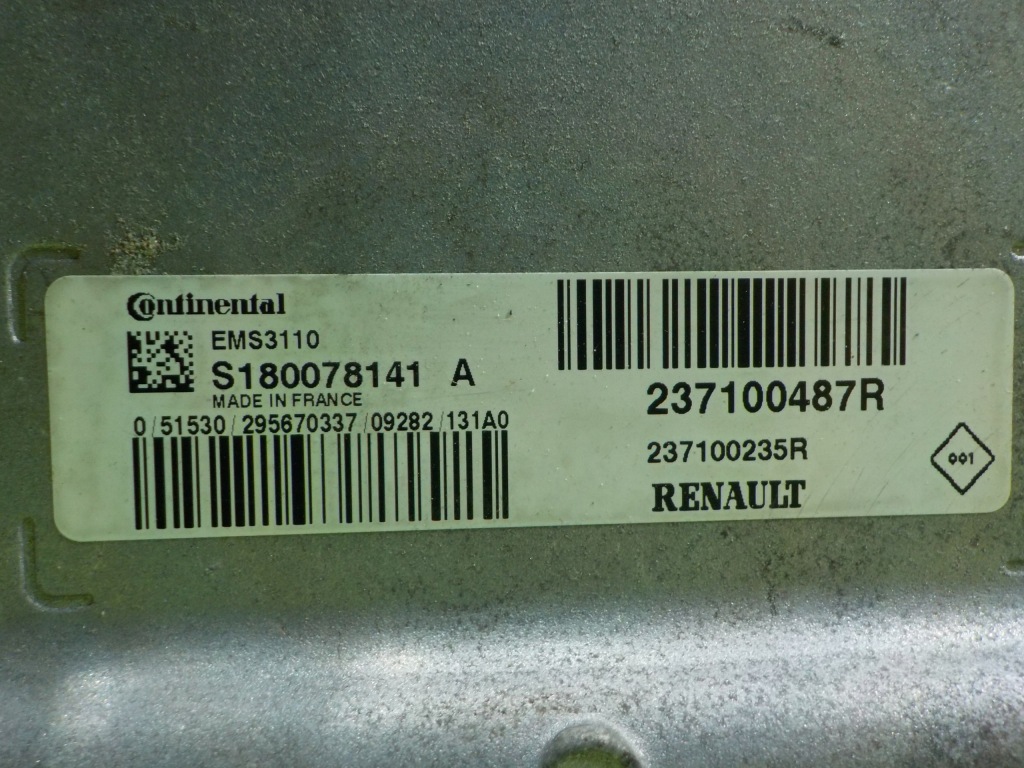 Continental
EMS3110
S180078141 A
MADE IN FRANCE
0/51530/295670337/09282/131A0
237100487R
237100235R
RENAULT
001